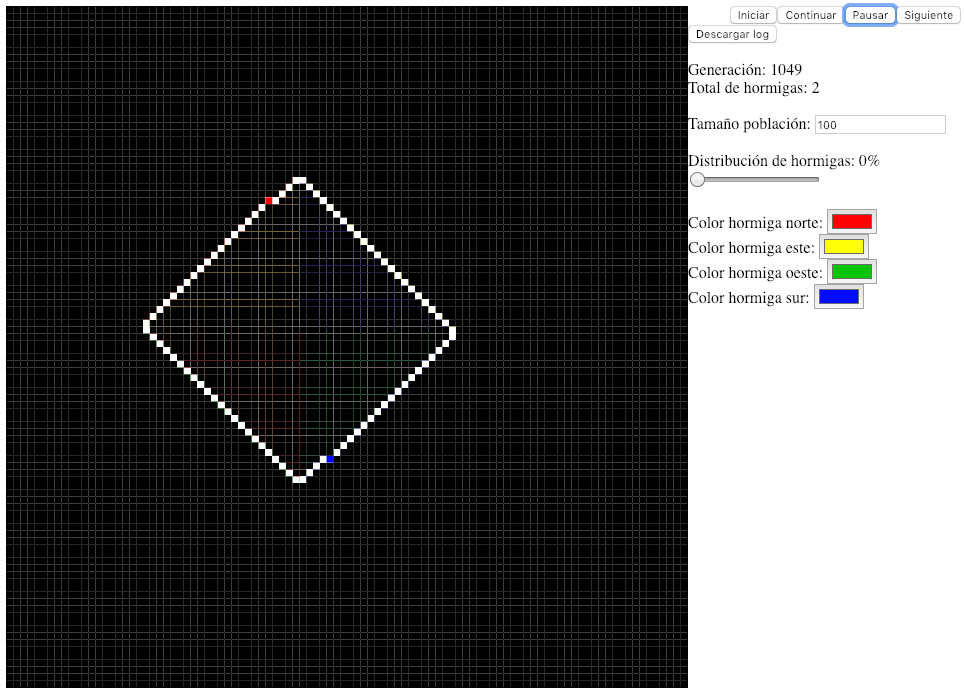 Iniciar Continuar Pausar Siguiente
Descargar log
Generación: 1049
Total de hormigas: 2
Tamaño población: 100
Distribución de hormigas: 0%
Color hormiga norte:
Color hormiga este:
Color hormiga oeste:
Color hormiga sur: